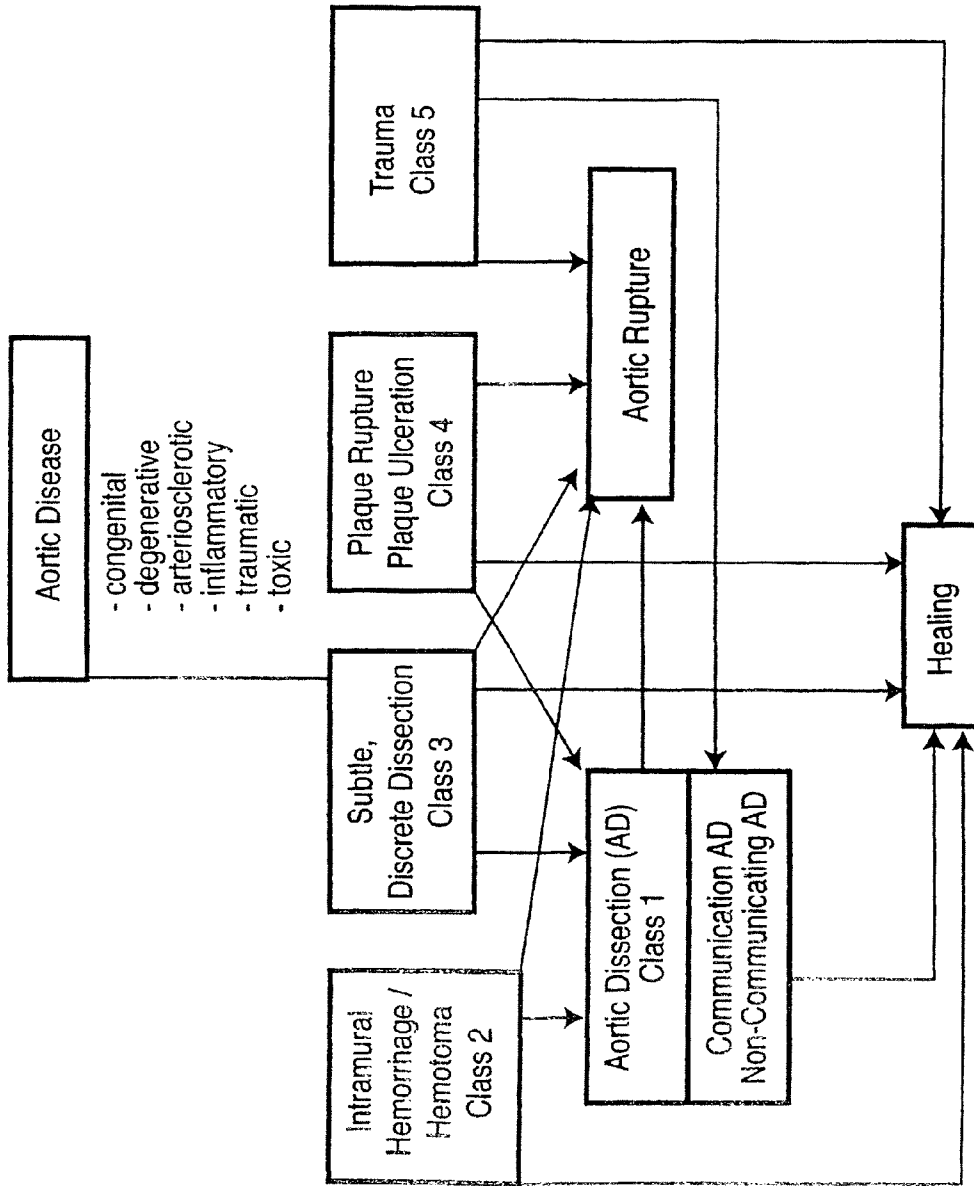 Aortic Disease
- congenital
- degenerative
- arteriosclerotic
- inflammatory
- traumatic
- toxic
Intramural
Hemorrhage /
Hemotoma
Class 2
Subtle,
Discrete Dissection
Class 3
Plaque Rupture
Plaque Ulceration
Class 4
Trauma
Class 5
Aortic Dissection (AD)
Class 1
Communication AD
Non-Communicating AD
Aortic Rupture
Healing